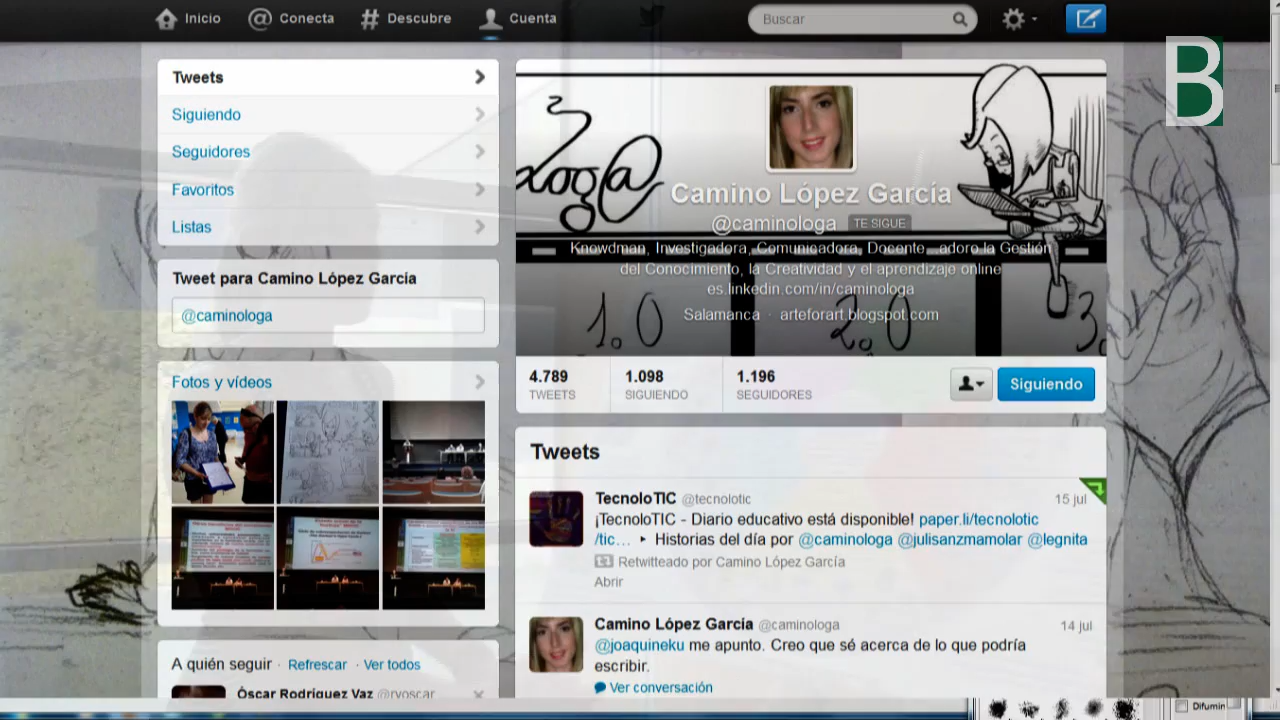 Inicio
Conecta
Descubre
Cuenta
Buscar
B
Tweets
Siguiendo
Seguidores
Favoritos
Listas
Tweet para Camino López García
@caminologa
Fotos y vídeos
A quién seguir · Refrescar · Ver todos
Óscar Rodríguez Vaz @rvoscar
Camino López García
@caminologa TE SIGUE
Knowdman, Investigadora, Comunicadora, Docente...adoro la Gestión
del Conocimiento, la Creatividad y el aprendizaje online
es.linkedin.com/in/caminologa
Salamanca · arteforart.blogspot.com
1.0
2.0
3.
4.789
TWEETS
1.098
SIGUIENDO
1.196
SEGUIDORES
Siguiendo
Tweets
TecnoloTIC @tecnolotic
15 jul
¡TecnoloTIC - Diario educativo está disponible! paper.li/tecnolotic
/tic… ‣ Historias del día por @caminologa @julisanzmamolar @legnita
Retwitteado por Camino López García
Abrir
Camino López García @caminologa
14 jul
@joaquineku me apunto. Creo que sé acerca de lo que podría
escribir.
Ver conversación
Difumin